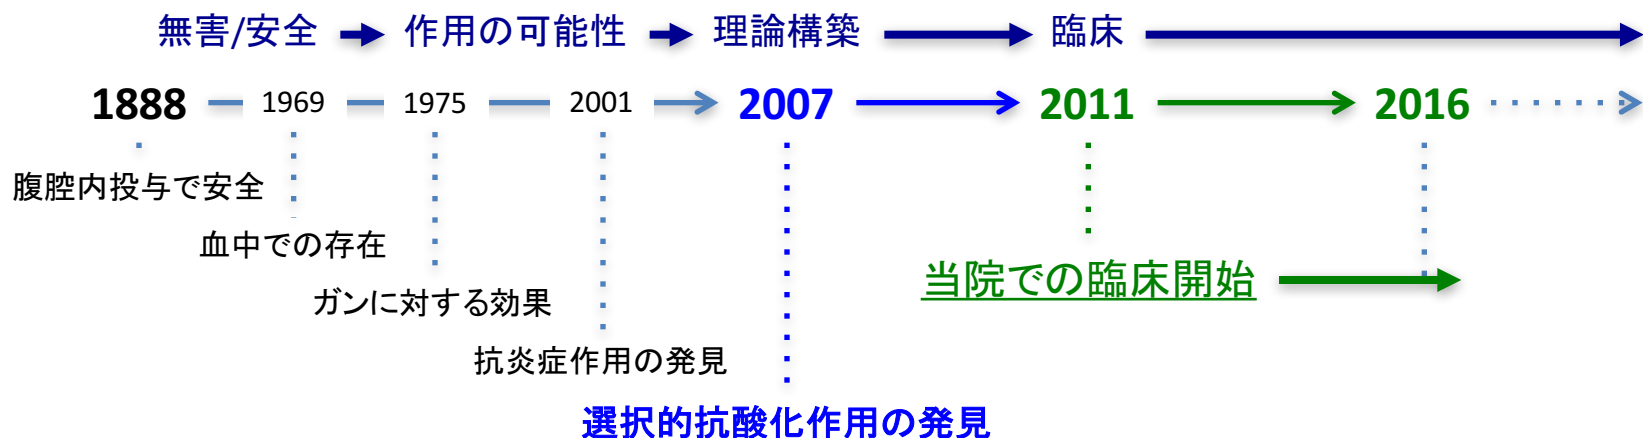 無害/安全 作用の可能性 理論構築 臨床
1888 1969 1975 2001 2007 2011 2016
腹腔内投与で安全
血中での存在
当院での臨床開始
ガンに対する効果
抗炎症作用の発見
選択的抗酸化作用の発見